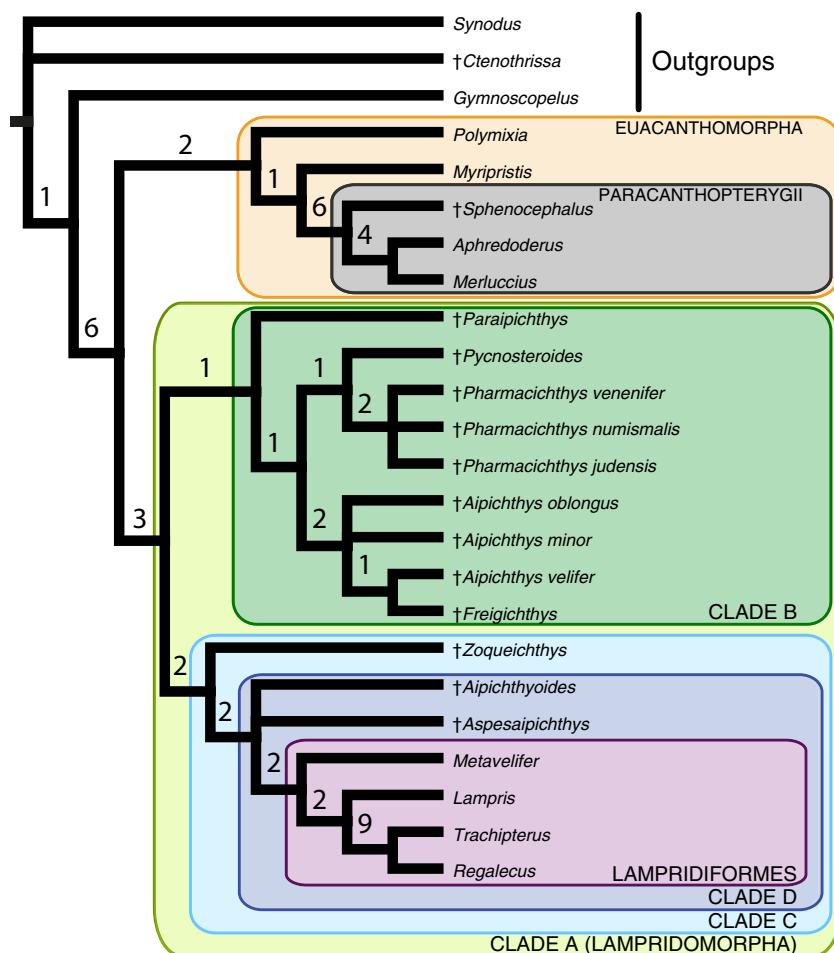 Synodus
†Ctenothrissa
Outgroups
Gymnoscopelus
EUACANTHOMORPHA
Polymixia
2
1
Myripristis
PARACANTHOPTERYGII
1
6
†Sphenocephalus
4
Aphredoderus
Merluccius
†Paraipichthys
6
1
1
†Pycnosteroides
2
†Pharmacichthys venenifer
†Pharmacichthys numismalis
1
†Pharmacichthys judensis
†Aipichthys oblongus
3
2
†Aipichthys minor
1
†Aipichthys velifer
†Freigichthys
CLADE B
†Zoqueichthys
2
†Aipichthyoides
2
†Aspesaipichthys
2
Metavelifer
2
Lampris
9
Trachipterus
Regalecus
LAMPRIDIFORMES
CLADE D
CLADE C
CLADE A (LAMPRIDOMORPHA)